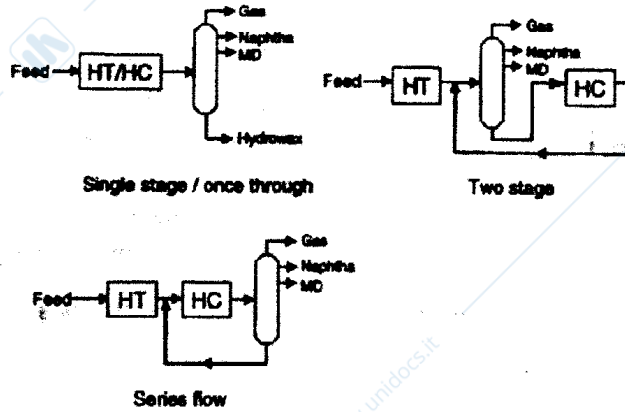 Gas
Naphtha
MD
Feed
HT/HC
Hydrowax
Single stage / once through
Gas
Naphtha
MD
Feed
HT
HC
Two stage
Gas
Naphtha
MD
Feed
HT
HC
Series flow
unidocs.it